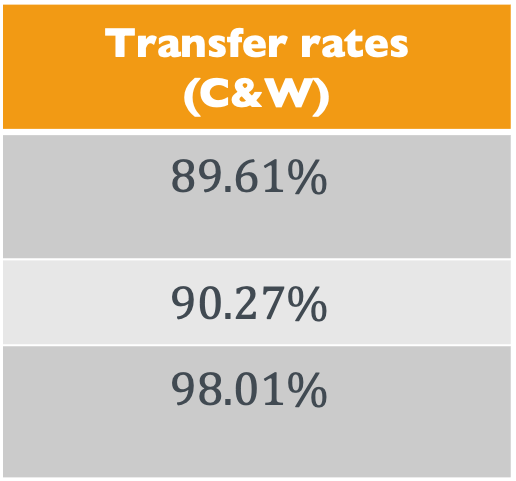 Transfer rates
(C&W)
89.61%
90.27%
98.01%